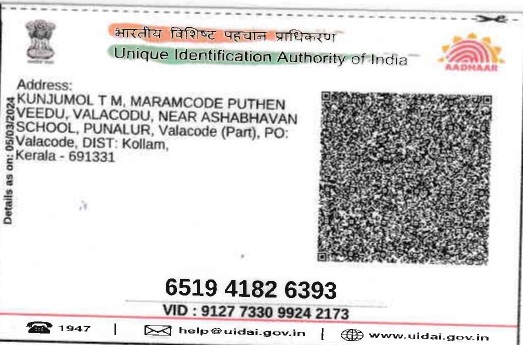 भारतीय विशिष्ट पहचान प्राधिकरण
Unique Identification Authority of India
AADHAAR
Details as on: 05/03/2024
Address:
KUNJUMOL T M, MARAMCODE PUTHEN
VEEDU, VALACODU, NEAR ASHABHAVAN
SCHOOL, PUNALUR, Valacode (Part), PO:
Valacode, DIST: Kollam,
Kerala - 691331
6519 4182 6393
VID : 9127 7330 9924 2173
1947 | help@uidai.gov.in | www.uidai.gov.in